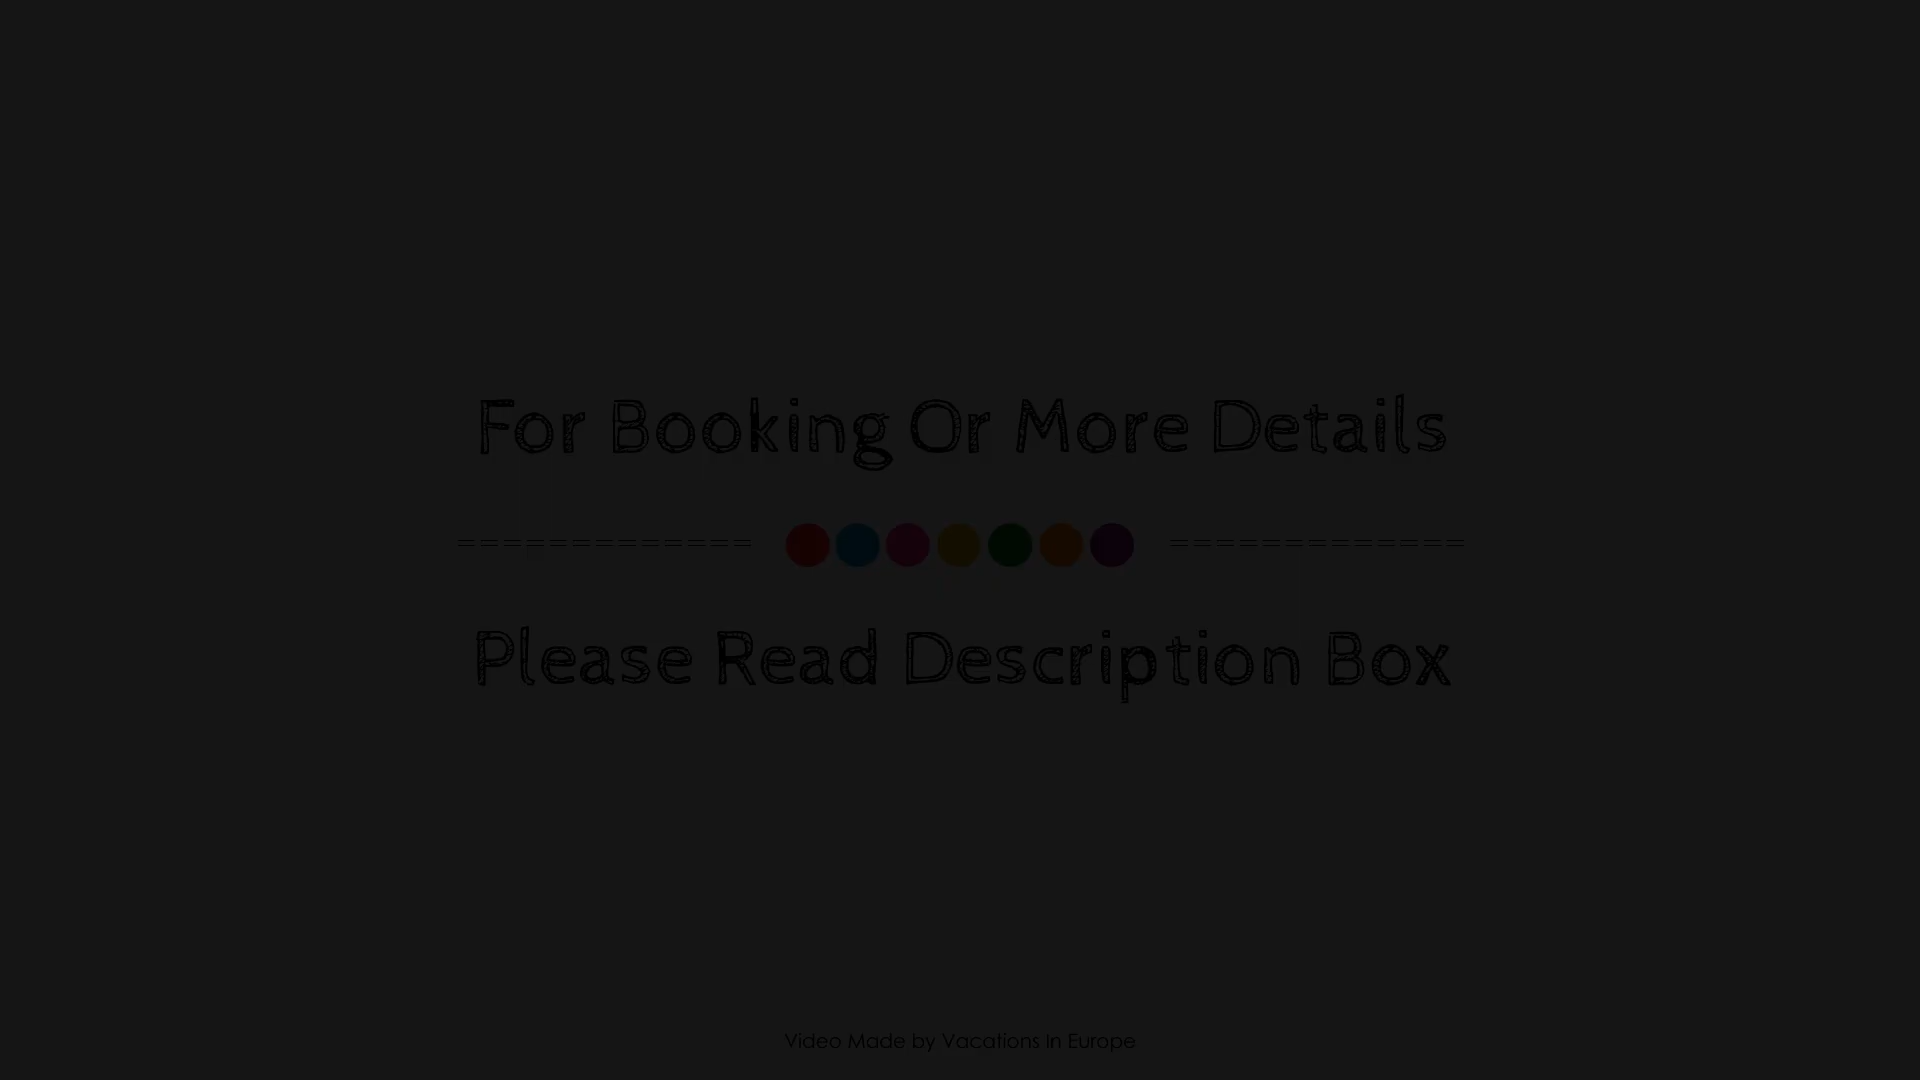 For Booking Or More Details
============= =============
Please Read Description Box
Video Made by Vacations In Europe